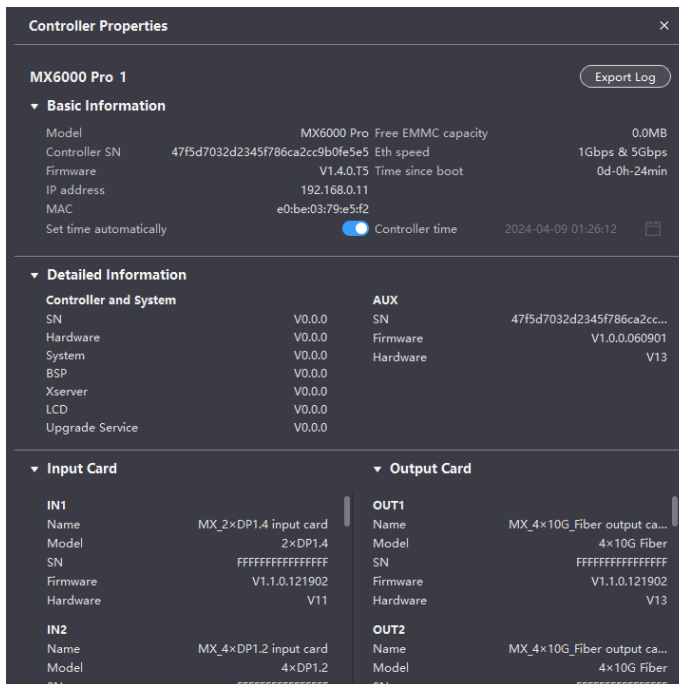 Controller Properties
MX6000 Pro 1
Export Log
Basic Information
Model MX6000 Pro Free EMMC capacity 0.0MB
Controller SN 47f5d7032d2345f786ca2cc9b0fe5e5 Eth speed 1Gbps & 5Gbps
Firmware V1.4.0.T5 Time since boot 0d-0h-24min
IP address 192.168.0.11
MAC e0:be:03:79:e5:f2
Set time automatically Controller time 2024-04-09 01:26:12
Detailed Information
Controller and System AUX
SN V0.0.0 SN 47f5d7032d2345f786ca2cc...
Hardware V0.0.0 Firmware V1.0.0.060901
System V0.0.0 Hardware V13
BSP V0.0.0
Xserver V0.0.0
LCD V0.0.0
Upgrade Service V0.0.0
Input Card Output Card
IN1 OUT1
Name MX_2×DP1.4 input card Name MX_4×10G_Fiber output ca...
Model 2×DP1.4 Model 4×10G Fiber
SN FFFFFFFFFFFFFFFF SN FFFFFFFFFFFFFFFF
Firmware V1.1.0.121902 Firmware V1.1.0.121902
Hardware V11 Hardware V13
IN2 OUT2
Name MX_4×DP1.2 input card Name MX_4×10G_Fiber output ca...
Model 4×DP1.2 Model 4×10G Fiber